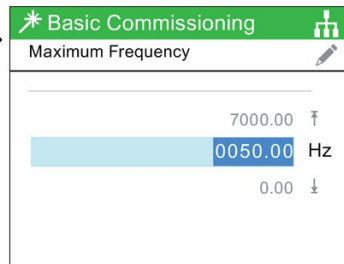 Basic Commissioning
Maximum Frequency
7000.00
0050.00 Hz
0.00